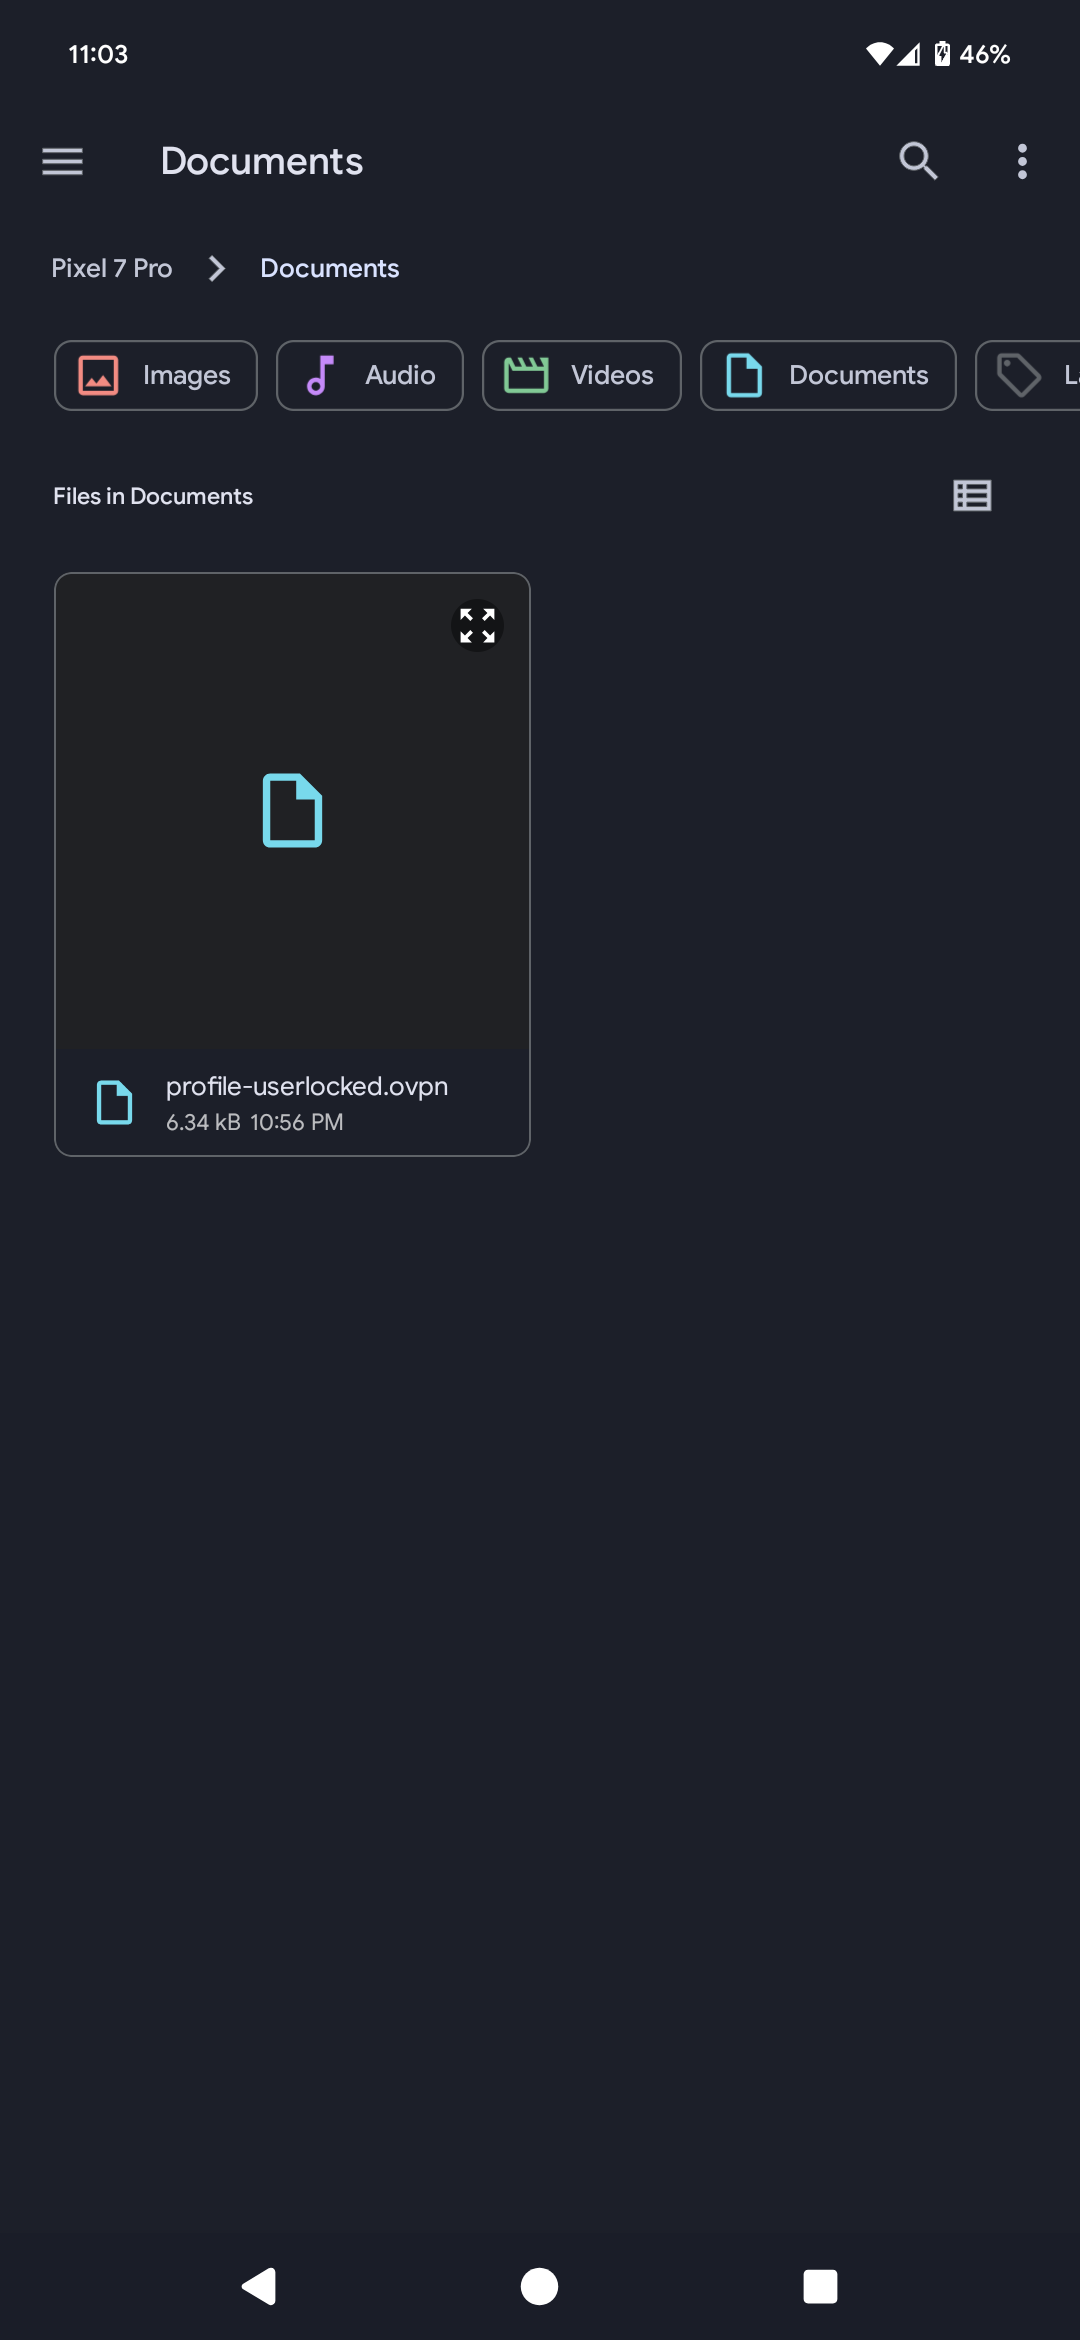 11:03
46%
Documents
Pixel 7 Pro
Documents
Images
Audio
Videos
Documents
Files in Documents
profile-userlocked.ovpn
6.34 kB 10:56 PM